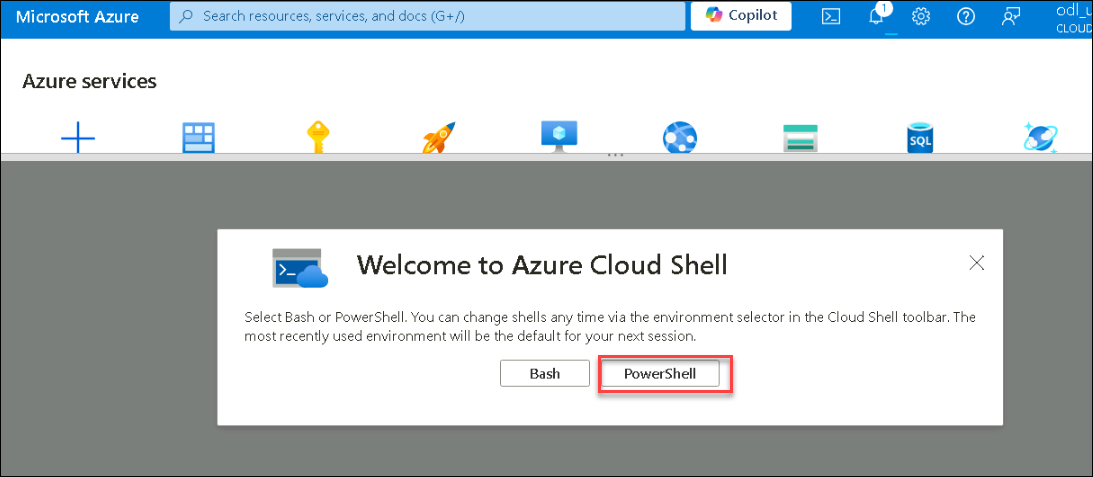 Microsoft Azure
Search resources, services, and docs (G+/)
Copilot
1
odl_u
CLOUD
Azure services
SQL
Welcome to Azure Cloud Shell
Select Bash or PowerShell. You can change shells any time via the environment selector in the Cloud Shell toolbar. The
most recently used environment will be the default for your next session.
Bash
PowerShell